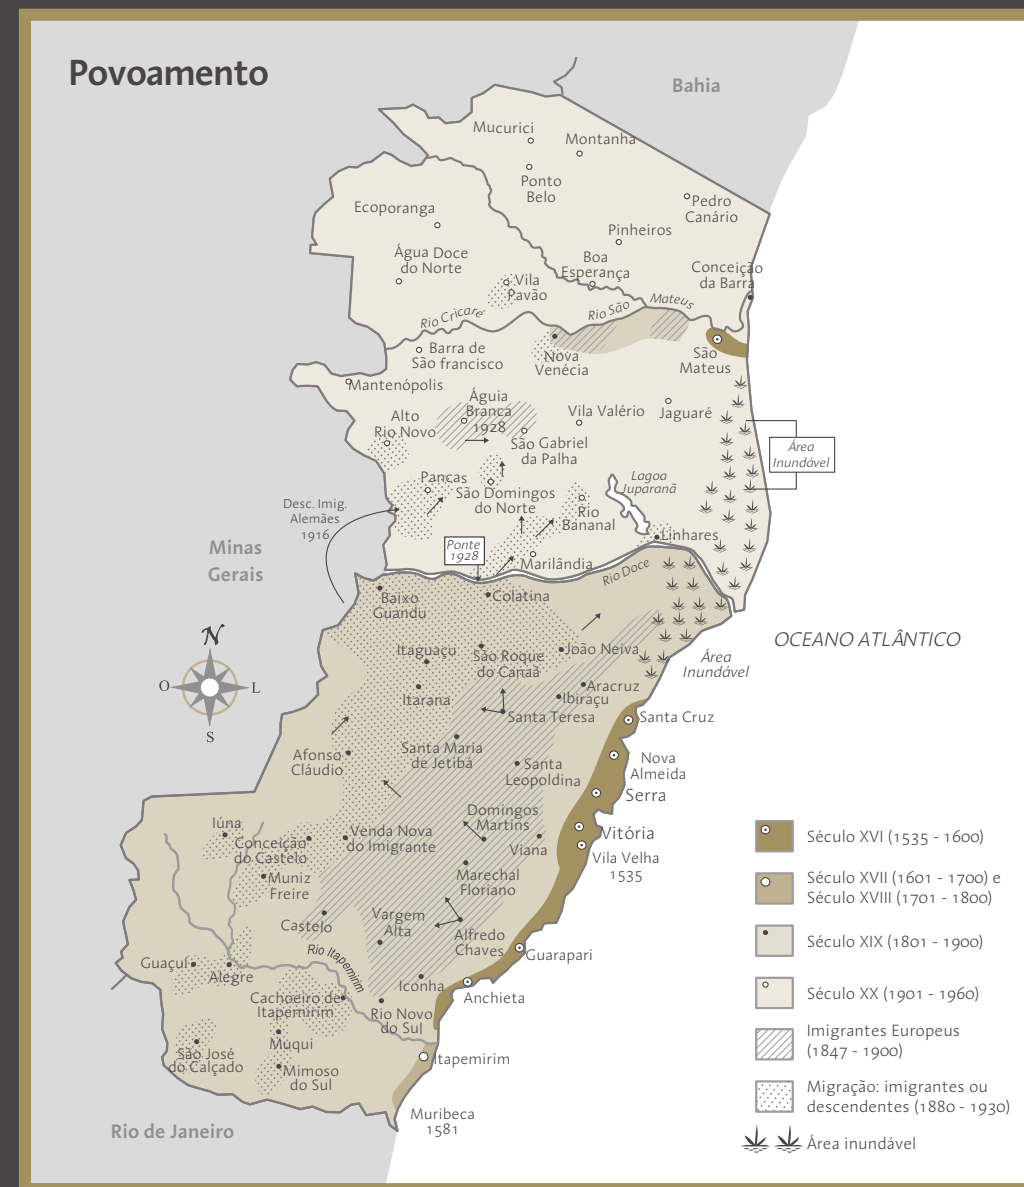 Povoamento
Bahia
Mucurici
Montanha
Ponto
Belo
Pedro
Canário
Ecoporanga
Pinheiros
Água Doce
do Norte
Boa
Esperança
Conceição
da Barra
Vila
Pavão
Rio Cricaré
Rio São Mateus
Barra de
São francisco
Nova
Venécia
São
Mateus
Mantenópolis
Águia
Branca
1928
Alto
Rio Novo
Vila Valério
Jaguaré
São Gabriel
da Palha
Área
Inundável
Pancas
São Domingos
do Norte
Lagoa
Juparanã
Rio
Bananal
Desc. Imig.
Alemães
1916
Linhares
Minas
Gerais
Ponte
1928
Marilândia
Rio Doce
Baixo
Guandu
Colatina
N
O
L
S
OCEANO ATLÂNTICO
Itaguaçu
São Roque
do Canaã
João Neiva
Área
Inundável
Itarana
Aracruz
Ibiraçu
Santa Teresa
Santa Cruz
Afonso
Cláudio
Santa Maria
de Jetibá
Santa
Leopoldina
Nova
Almeida
Serra
Iúna
Conceição
do Castelo
Venda Nova
do Imigrante
Domingos
Martins
Viana
Vitória
Vila Velha
1535
Muniz
Freire
Marechal
Floriano
Castelo
Vargem
Alta
Alfredo
Chaves
Guarapari
Rio Itapemirim
Guaçuí
Alegre
Iconha
Anchieta
Cachoeiro de
Itapemirim
Rio Novo
do Sul
Muqui
São José
do Calçado
Mimoso
do Sul
Itapemirim
Muribeca
1581
Rio de Janeiro
Século XVI (1535 - 1600)
Século XVII (1601 - 1700) e
Século XVIII (1701 - 1800)
Século XIX (1801 - 1900)
Século XX (1901 - 1960)
Imigrantes Europeus
(1847 - 1900)
Migração: imigrantes ou
descendentes (1880 - 1930)
Área inundável